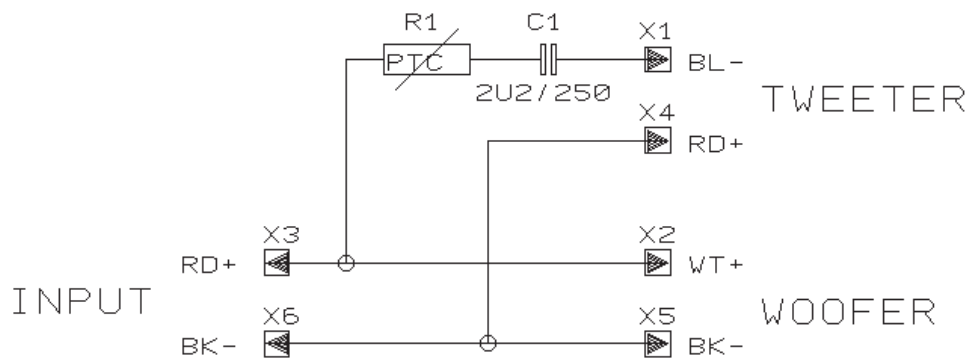 R1
C1
X1
PTC
BL-
2U2/250
TWEETER
X4
RD+
X3
X2
RD+
WT+
INPUT
WOOFER
X6
X5
BK-
BK-